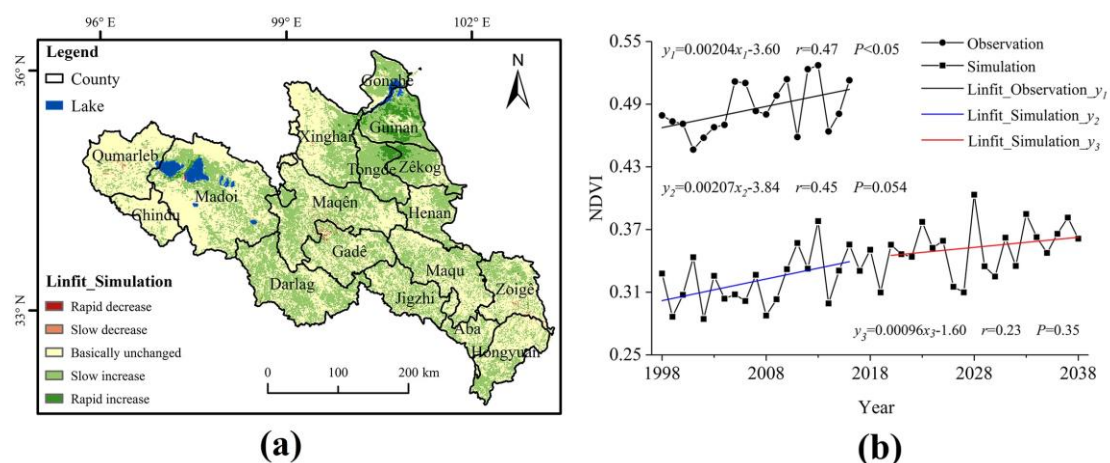 96° E
99° E
102° E
36° N
33° N
Legend
County
Lake
N
Gonghe
Guinan
Xinghai
Zêkog
Tongde
Qumarleb
Madoi
Chindu
Maqên
Henan
Gadê
Darlag
Maqu
Zoigê
Jigzhi
Aba
Hongyuan
Linfit_Simulation
Rapid decrease
Slow decrease
Basically unchanged
Slow increase
Rapid increase
0 100 200 km
(a)
y1=0.00204x1-3.60 r=0.47 P<0.05
Observation
Simulation
Linfit_Observation_y1
Linfit_Simulation_y2
Linfit_Simulation_y3
y2=0.00207x2-3.84 r=0.45 P=0.054
y3=0.00096x3-1.60 r=0.23 P=0.35
NDVI
0.55
0.49
0.43
0.37
0.31
0.25
1998 2008 2018 2028 2038
Year
(b)